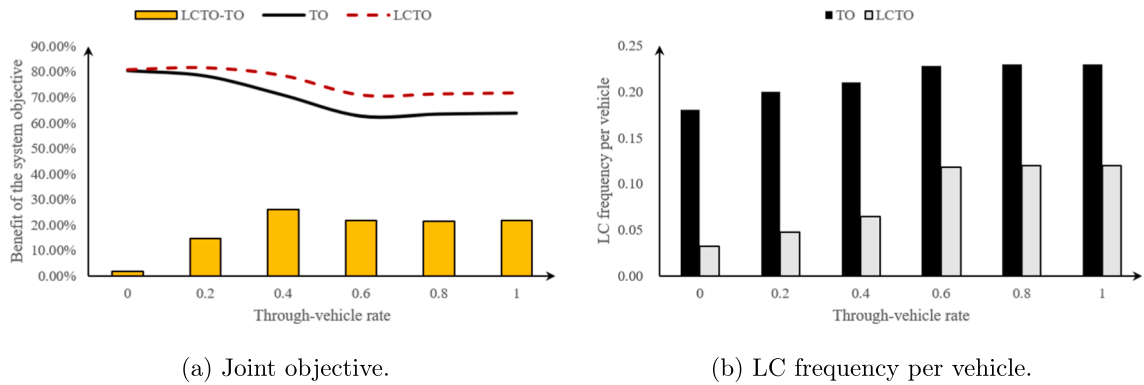 LCTO-TO TO LCTO
Benefit of the system objective
90.00%
80.00%
70.00%
60.00%
50.00%
40.00%
30.00%
20.00%
10.00%
0.00%
0 0.2 0.4 0.6 0.8 1
Through-vehicle rate
(a) Joint objective.
TO LCTO
LC frequency per vehicle
0.25
0.20
0.15
0.10
0.05
0.00
0 0.2 0.4 0.6 0.8 1
Through-vehicle rate
(b) LC frequency per vehicle.